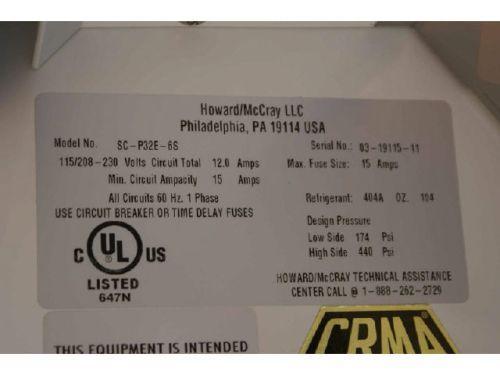 Howard/McCray LLC
Philadelphia, PA 19114 USA
Model No. SC-P32E-6S Serial No.: 03-19115-11
115/208-230 Volts Circuit Total 12.0 Amps Max. Fuse Size: 15 Amps
Min. Circuit Ampacity 15 Amps
All Circuits 60 Hz. 1 Phase Refrigerant: 404A OZ. 104
USE CIRCUIT BREAKER OR TIME DELAY FUSES
Design Pressure
Low Side 174 Psi
High Side 440 Psi
C UL US
LISTED
647N
HOWARD/McCRAY TECHNICAL ASSISTANCE
CENTER CALL @ 1-888-262-2729
THIS EQUIPMENT IS INTENDED
CRMA